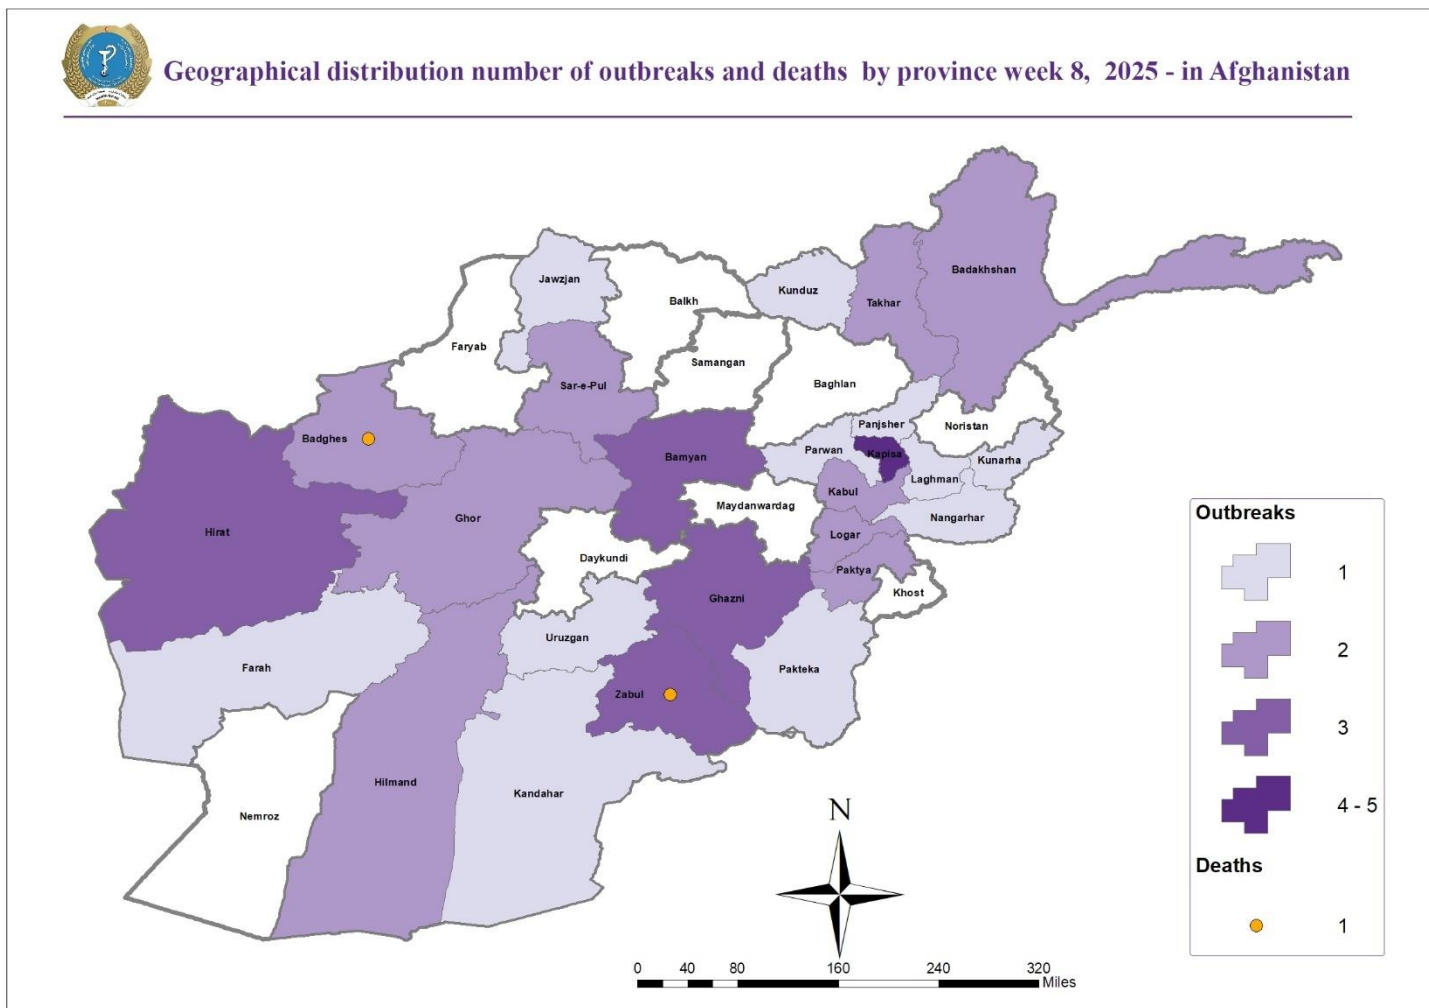 Geographical distribution number of outbreaks and deaths by province week 8, 2025 - in Afghanistan
Badakhshan
Jawzjan
Kunduz
Balkh
Takhar
Faryab
Samangan
Baghlan
Sar-e-Pul
Panjsher
Noristan
Badghes
Parwan
Kapisa
Bamyan
Kunarha
Laghman
Kabul
Maydanwardag
Nangarhar
Ghor
Hirat
Logar
Daykundi
Paktya
Khost
Ghazni
Uruzgan
Farah
Pakteka
Zabul
Hilmand
Kandahar
Nemroz
Outbreaks
1
2
3
4 - 5
Deaths
1
N
0 40 80 160 240 320
Miles